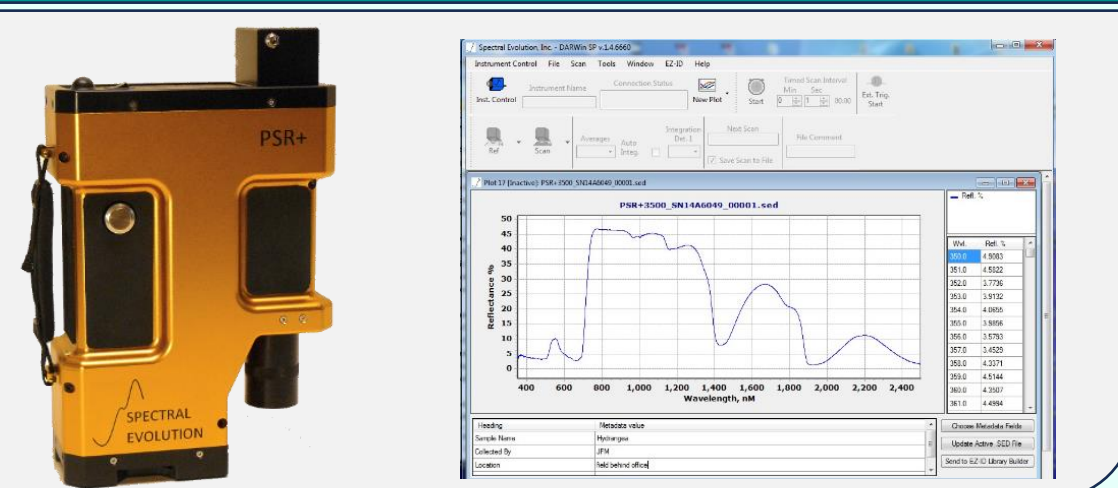 PSR+
SPECTRAL
EVOLUTION
Spectral Evolution, Inc. - DARWin SP v.1.4.6660
Instrument Control File Scan Tools Window EZ-ID Help
Inst. Control
Instrument Name
Connection Status
New Plot
Start
Timed Scan Interval
Min Sec
0 1 00:00
Ext. Trig.
Start
Ref
Scan
Averages
Auto
Integ.
Integration
Det. 1
Next Scan
Save Scan to File
File Comment
Plot 17 (Inactive): PSR+3500_SN14A6049_00001.sed
PSR+3500_SN14A6049_00001.sed
Reflectance %
50
45
40
35
30
25
20
15
10
5
0
400 600 800 1,000 1,200 1,400 1,600 1,800 2,000 2,200 2,400
Wavelength, nM
Refl. %
Wvl. Refl. %
350.0 4.9083
351.0 4.5822
352.0 3.7736
353.0 3.9132
354.0 4.0655
355.0 3.9856
356.0 3.5793
357.0 3.4529
358.0 4.3371
359.0 4.5144
360.0 4.3507
361.0 4.4994
Heading Metadata value
Sample Name Hydrangea
Collected By JFM
Location field behind office
Choose Metadata Fields
Update Active .SED File
Send to EZ-ID Library Builder